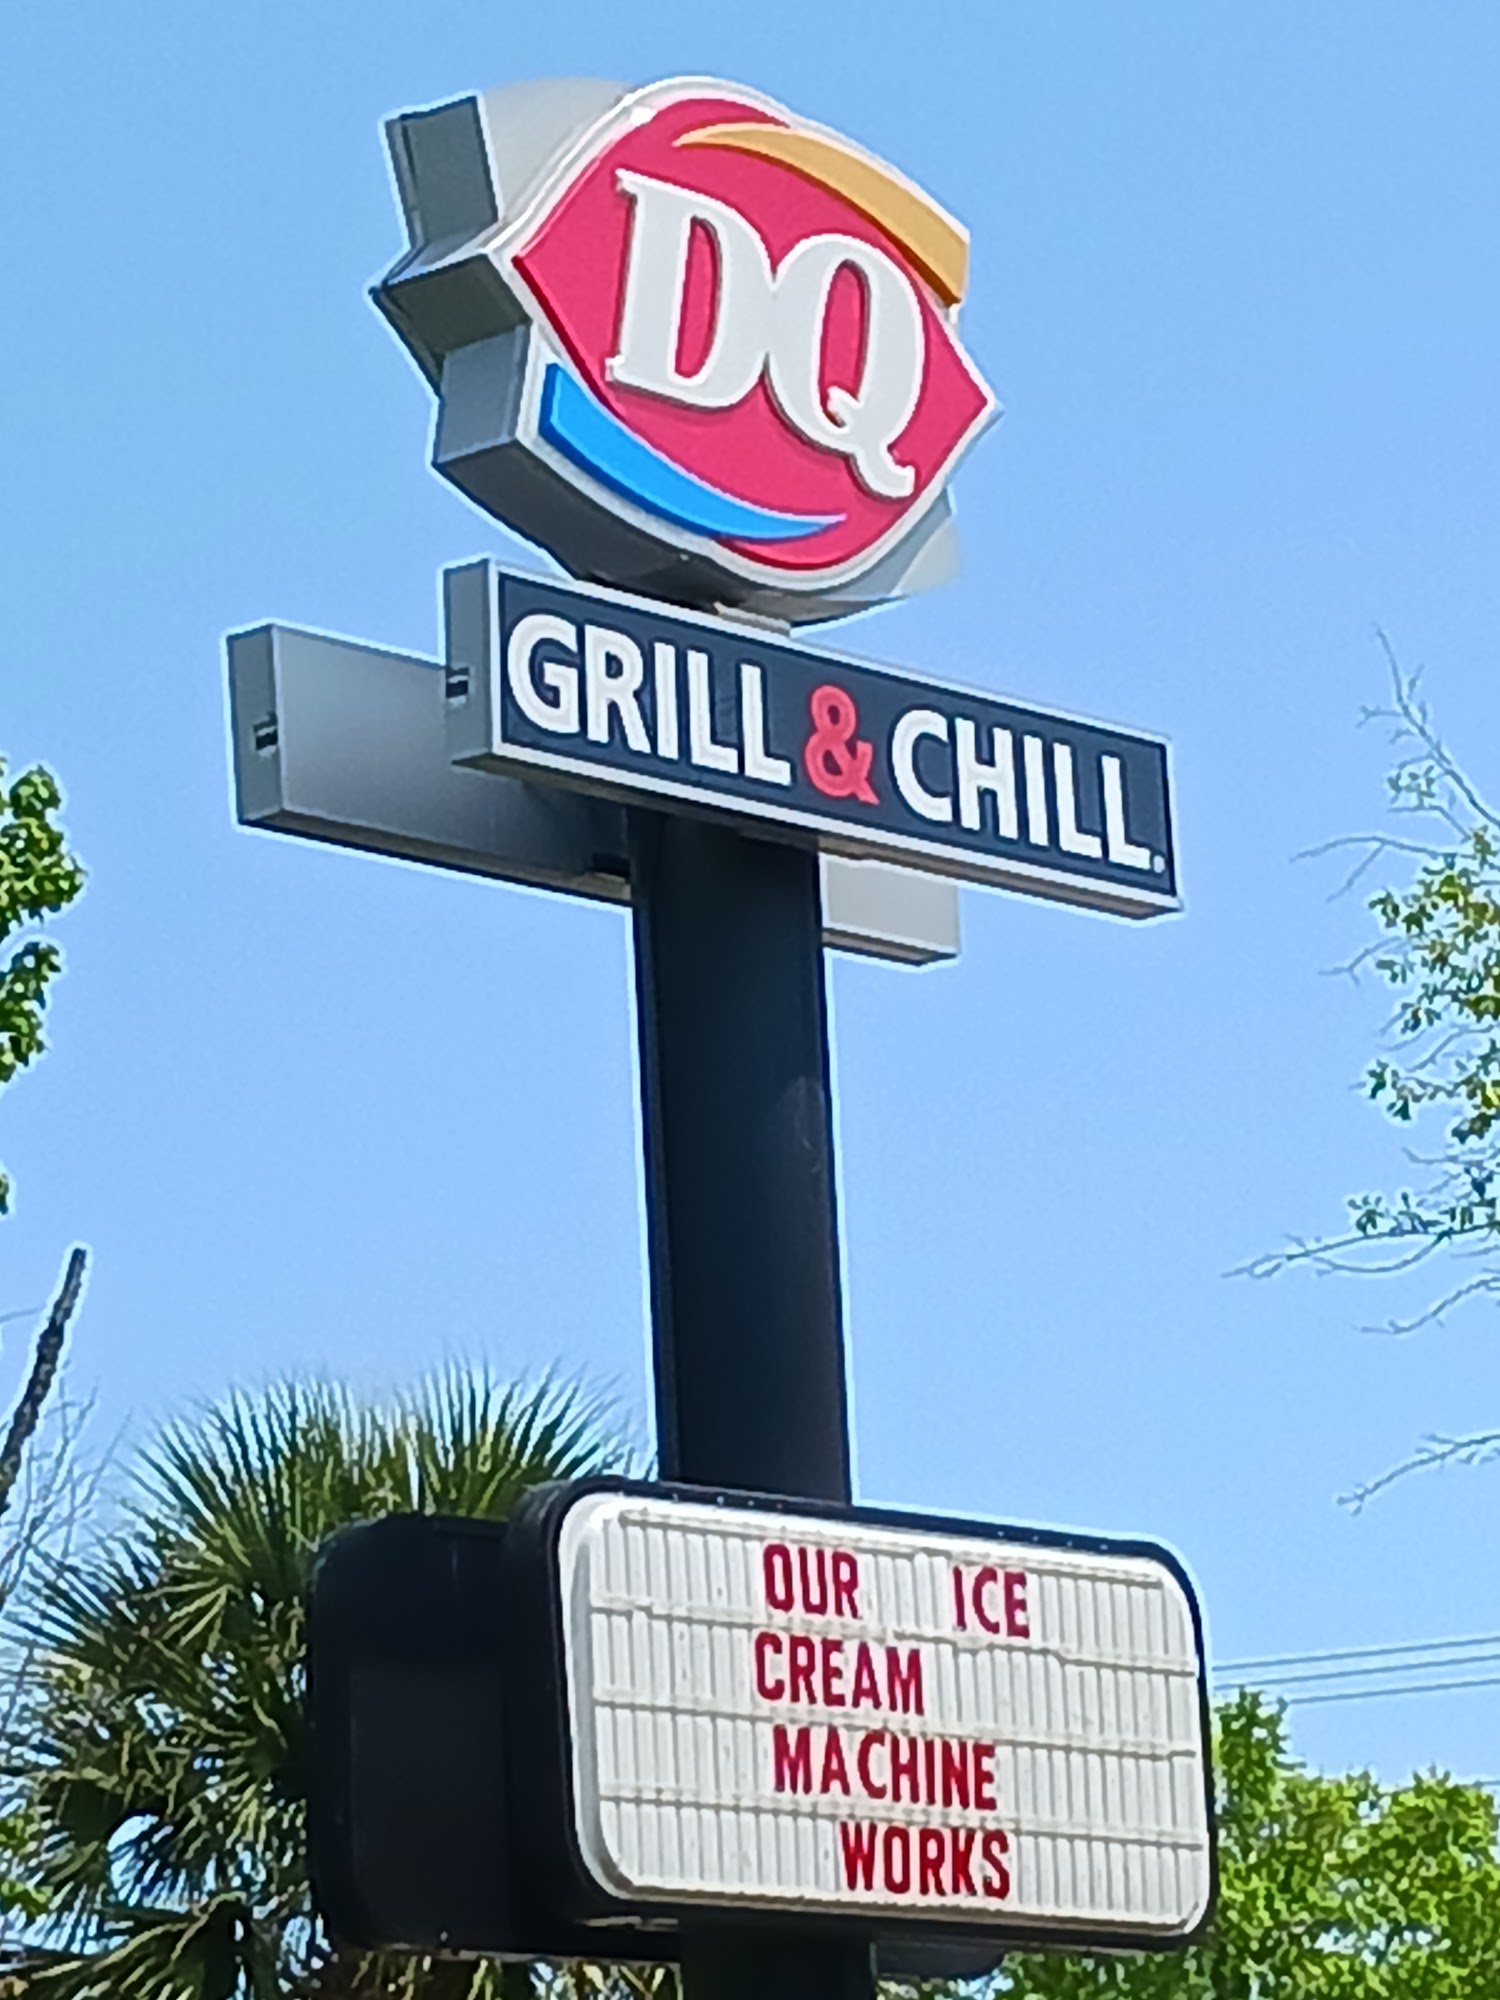 DQ
GRILL & CHILL.
OUR ICE
CREAM
MACHINE
WORKS